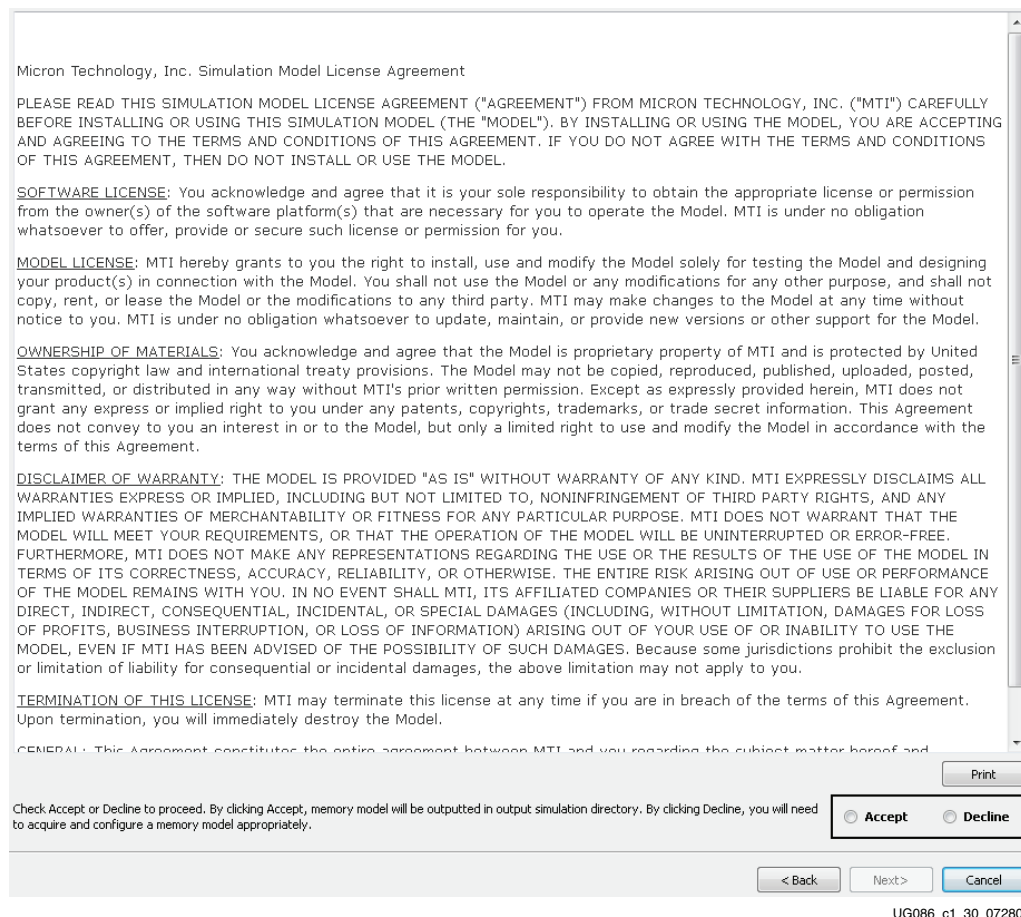 Micron Technology, Inc. Simulation Model License Agreement
PLEASE READ THIS SIMULATION MODEL LICENSE AGREEMENT ("AGREEMENT") FROM MICRON TECHNOLOGY, INC. ("MTI") CAREFULLY
BEFORE INSTALLING OR USING THIS SIMULATION MODEL (THE "MODEL"). BY INSTALLING OR USING THE MODEL, YOU ARE ACCEPTING
AND AGREEING TO THE TERMS AND CONDITIONS OF THIS AGREEMENT. IF YOU DO NOT AGREE WITH THE TERMS AND CONDITIONS
OF THIS AGREEMENT, THEN DO NOT INSTALL OR USE THE MODEL.
SOFTWARE LICENSE: You acknowledge and agree that it is your sole responsibility to obtain the appropriate license or permission
from the owner(s) of the software platform(s) that are necessary for you to operate the Model. MTI is under no obligation
whatsoever to offer, provide or secure such license or permission for you.
MODEL LICENSE: MTI hereby grants to you the right to install, use and modify the Model solely for testing the Model and designing
your product(s) in connection with the Model. You shall not use the Model or any modifications for any other purpose, and shall not
copy, rent, or lease the Model or the modifications to any third party. MTI may make changes to the Model at any time without
notice to you. MTI is under no obligation whatsoever to update, maintain, or provide new versions or other support for the Model.
OWNERSHIP OF MATERIALS: You acknowledge and agree that the Model is proprietary property of MTI and is protected by United
States copyright law and international treaty provisions. The Model may not be copied, reproduced, published, uploaded, posted,
transmitted, or distributed in any way without MTI's prior written permission. Except as expressly provided herein, MTI does not
grant any express or implied right to you under any patents, copyrights, trademarks, or trade secret information. This Agreement
does not convey to you an interest in or to the Model, but only a limited right to use and modify the Model in accordance with the
terms of this Agreement.
DISCLAIMER OF WARRANTY: THE MODEL IS PROVIDED "AS IS" WITHOUT WARRANTY OF ANY KIND. MTI EXPRESSLY DISCLAIMS ALL
WARRANTIES EXPRESS OR IMPLIED, INCLUDING BUT NOT LIMITED TO, NONINFRINGEMENT OF THIRD PARTY RIGHTS, AND ANY
IMPLIED WARRANTIES OF MERCHANTABILITY OR FITNESS FOR ANY PARTICULAR PURPOSE. MTI DOES NOT WARRANT THAT THE
MODEL WILL MEET YOUR REQUIREMENTS, OR THAT THE OPERATION OF THE MODEL WILL BE UNINTERRUPTED OR ERROR-FREE.
FURTHERMORE, MTI DOES NOT MAKE ANY REPRESENTATIONS REGARDING THE USE OR THE RESULTS OF THE USE OF THE MODEL IN
TERMS OF ITS CORRECTNESS, ACCURACY, RELIABILITY, OR OTHERWISE. THE ENTIRE RISK ARISING OUT OF USE OR PERFORMANCE
OF THE MODEL REMAINS WITH YOU. IN NO EVENT SHALL MTI, ITS AFFILIATED COMPANIES OR THEIR SUPPLIERS BE LIABLE FOR ANY
DIRECT, INDIRECT, CONSEQUENTIAL, INCIDENTAL, OR SPECIAL DAMAGES (INCLUDING, WITHOUT LIMITATION, DAMAGES FOR LOSS
OF PROFITS, BUSINESS INTERRUPTION, OR LOSS OF INFORMATION) ARISING OUT OF YOUR USE OF OR INABILITY TO USE THE
MODEL, EVEN IF MTI HAS BEEN ADVISED OF THE POSSIBILITY OF SUCH DAMAGES. Because some jurisdictions prohibit the exclusion
or limitation of liability for consequential or incidental damages, the above limitation may not apply to you.
TERMINATION OF THIS LICENSE: MTI may terminate this license at any time if you are in breach of the terms of this Agreement.
Upon termination, you will immediately destroy the Model.
GENERAL: This Agreement constitutes the entire agreement between MTI and you regarding the subject matter hereof and
Print
Check Accept or Decline to proceed. By clicking Accept, memory model will be outputted in output simulation directory. By clicking Decline, you will need
to acquire and configure a memory model appropriately.
Accept Decline
< Back Next> Cancel
UG086_c1_30_07280